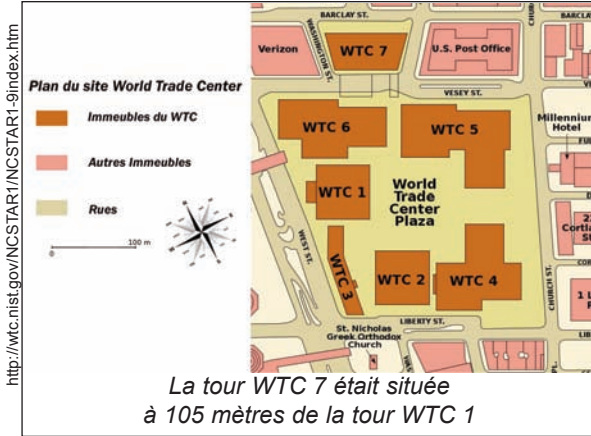 http://wtc.nist.gov/NCSTAR1/NCSTAR1-9index.htm
Plan du site World Trade Center
Immeubles du WTC
Autres Immeubles
Rues
0 100 m
BARCLAY ST.
BARCLAY
WASHINGTON ST.
Verizon
WTC 7
U.S. Post Office
VESEY ST.
WTC 6
WTC 5
Millennium
Hotel
WTC 1
World
Trade
Center
Plaza
WEST ST.
WTC 3
WTC 2
WTC 4
CHURCH ST.
LIBERTY ST.
St. Nicholas
Greek Orthodox
Church
La tour WTC 7 était située
à 105 mètres de la tour WTC 1